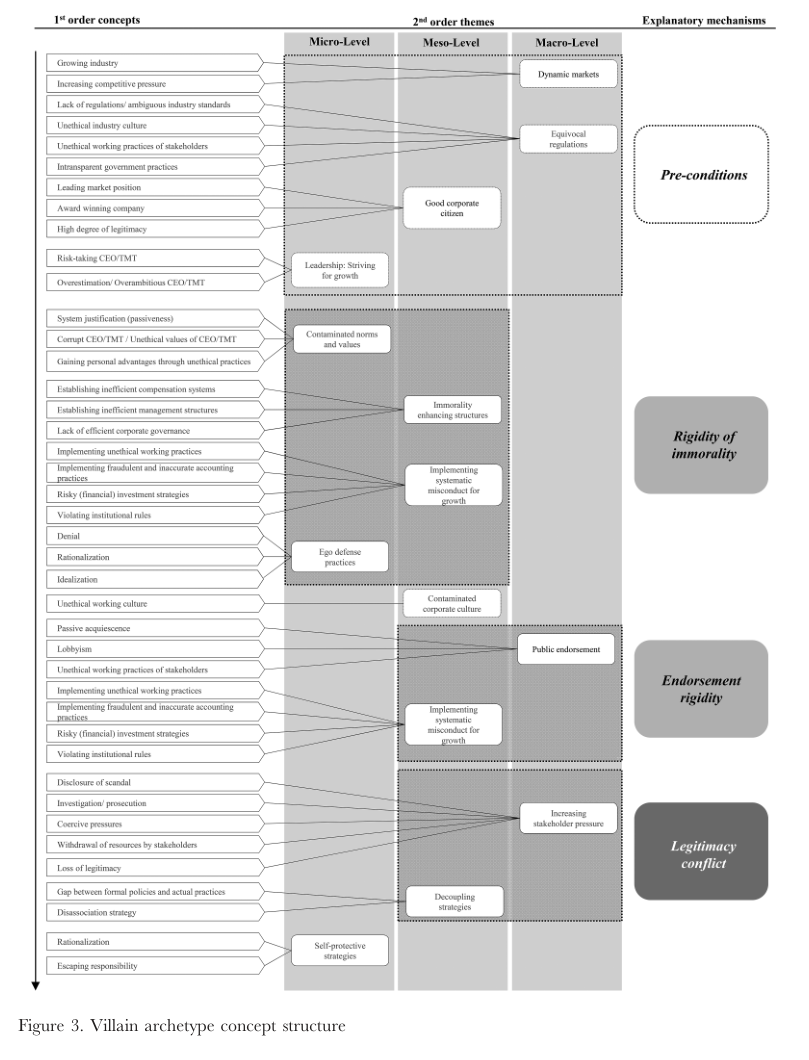 1st order concepts
2nd order themes
Explanatory mechanisms
Micro-Level
Meso-Level
Macro-Level
Growing industry
Increasing competitive pressure
Dynamic markets
Lack of regulations/ ambiguous industry standards
Unethical industry culture
Unethical working practices of stakeholders
Intransparent government practices
Equivocal
regulations
Pre-conditions
Leading market position
Award winning company
High degree of legitimacy
Good corporate
citizen
Risk-taking CEO/TMT
Overestimation/ Overambitious CEO/TMT
Leadership: Striving
for growth
System justification (passiveness)
Corrupt CEO/TMT / Unethical values of CEO/TMT
Gaining personal advantages through unethical practices
Contaminated norms
and values
Establishing inefficient compensation systems
Establishing inefficient management structures
Lack of efficient corporate governance
Immorality
enhancing structures
Rigidity of
immorality
Implementing unethical working practices
Implementing fraudulent and inaccurate accounting
practices
Risky (financial) investment strategies
Violating institutional rules
Implementing
systematic
misconduct for
growth
Denial
Rationalization
Idealization
Ego defense
practices
Unethical working culture
Contaminated
corporate culture
Passive acquiescence
Lobbyism
Unethical working practices of stakeholders
Public endorsement
Endorsement
rigidity
Implementing unethical working practices
Implementing fraudulent and inaccurate accounting
practices
Risky (financial) investment strategies
Violating institutional rules
Implementing
systematic
misconduct for
growth
Disclosure of scandal
Investigation/ prosecution
Coercive pressures
Withdrawal of resources by stakeholders
Loss of legitimacy
Increasing
stakeholder pressure
Legitimacy
conflict
Gap between formal policies and actual practices
Disassociation strategy
Decoupling
strategies
Rationalization
Escaping responsibility
Self-protective
strategies
Figure 3. Villain archetype concept structure